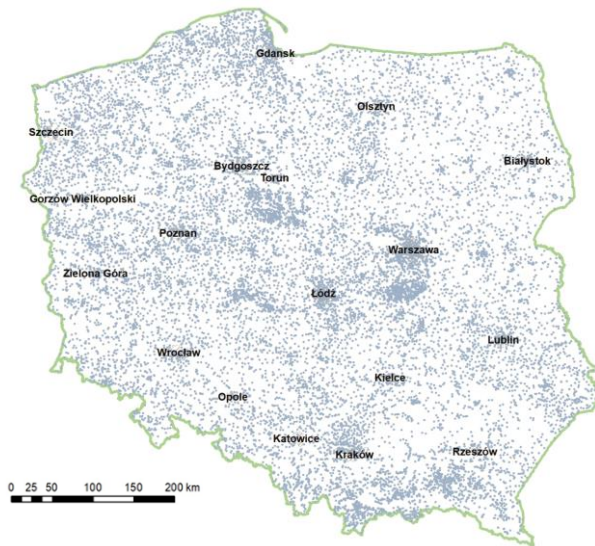 Gdansk
Olsztyn
Szczecin
Białystok
Bydgoszcz
Torun
Gorzów Wielkopolski
Poznan
Warszawa
Zielona Góra
Łódź
Lublin
Wrocław
Kielce
Opole
Katowice
Kraków
Rzeszów
0 25 50 100 150 200 km